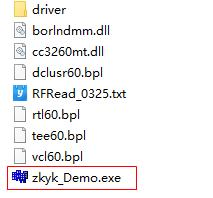 driver
borlndmm.dll
cc3260mt.dll
dclusr60.bpl
RFRead_0325.txt
rtl60.bpl
tee60.bpl
vcl60.bpl
zkyk_Demo.exe